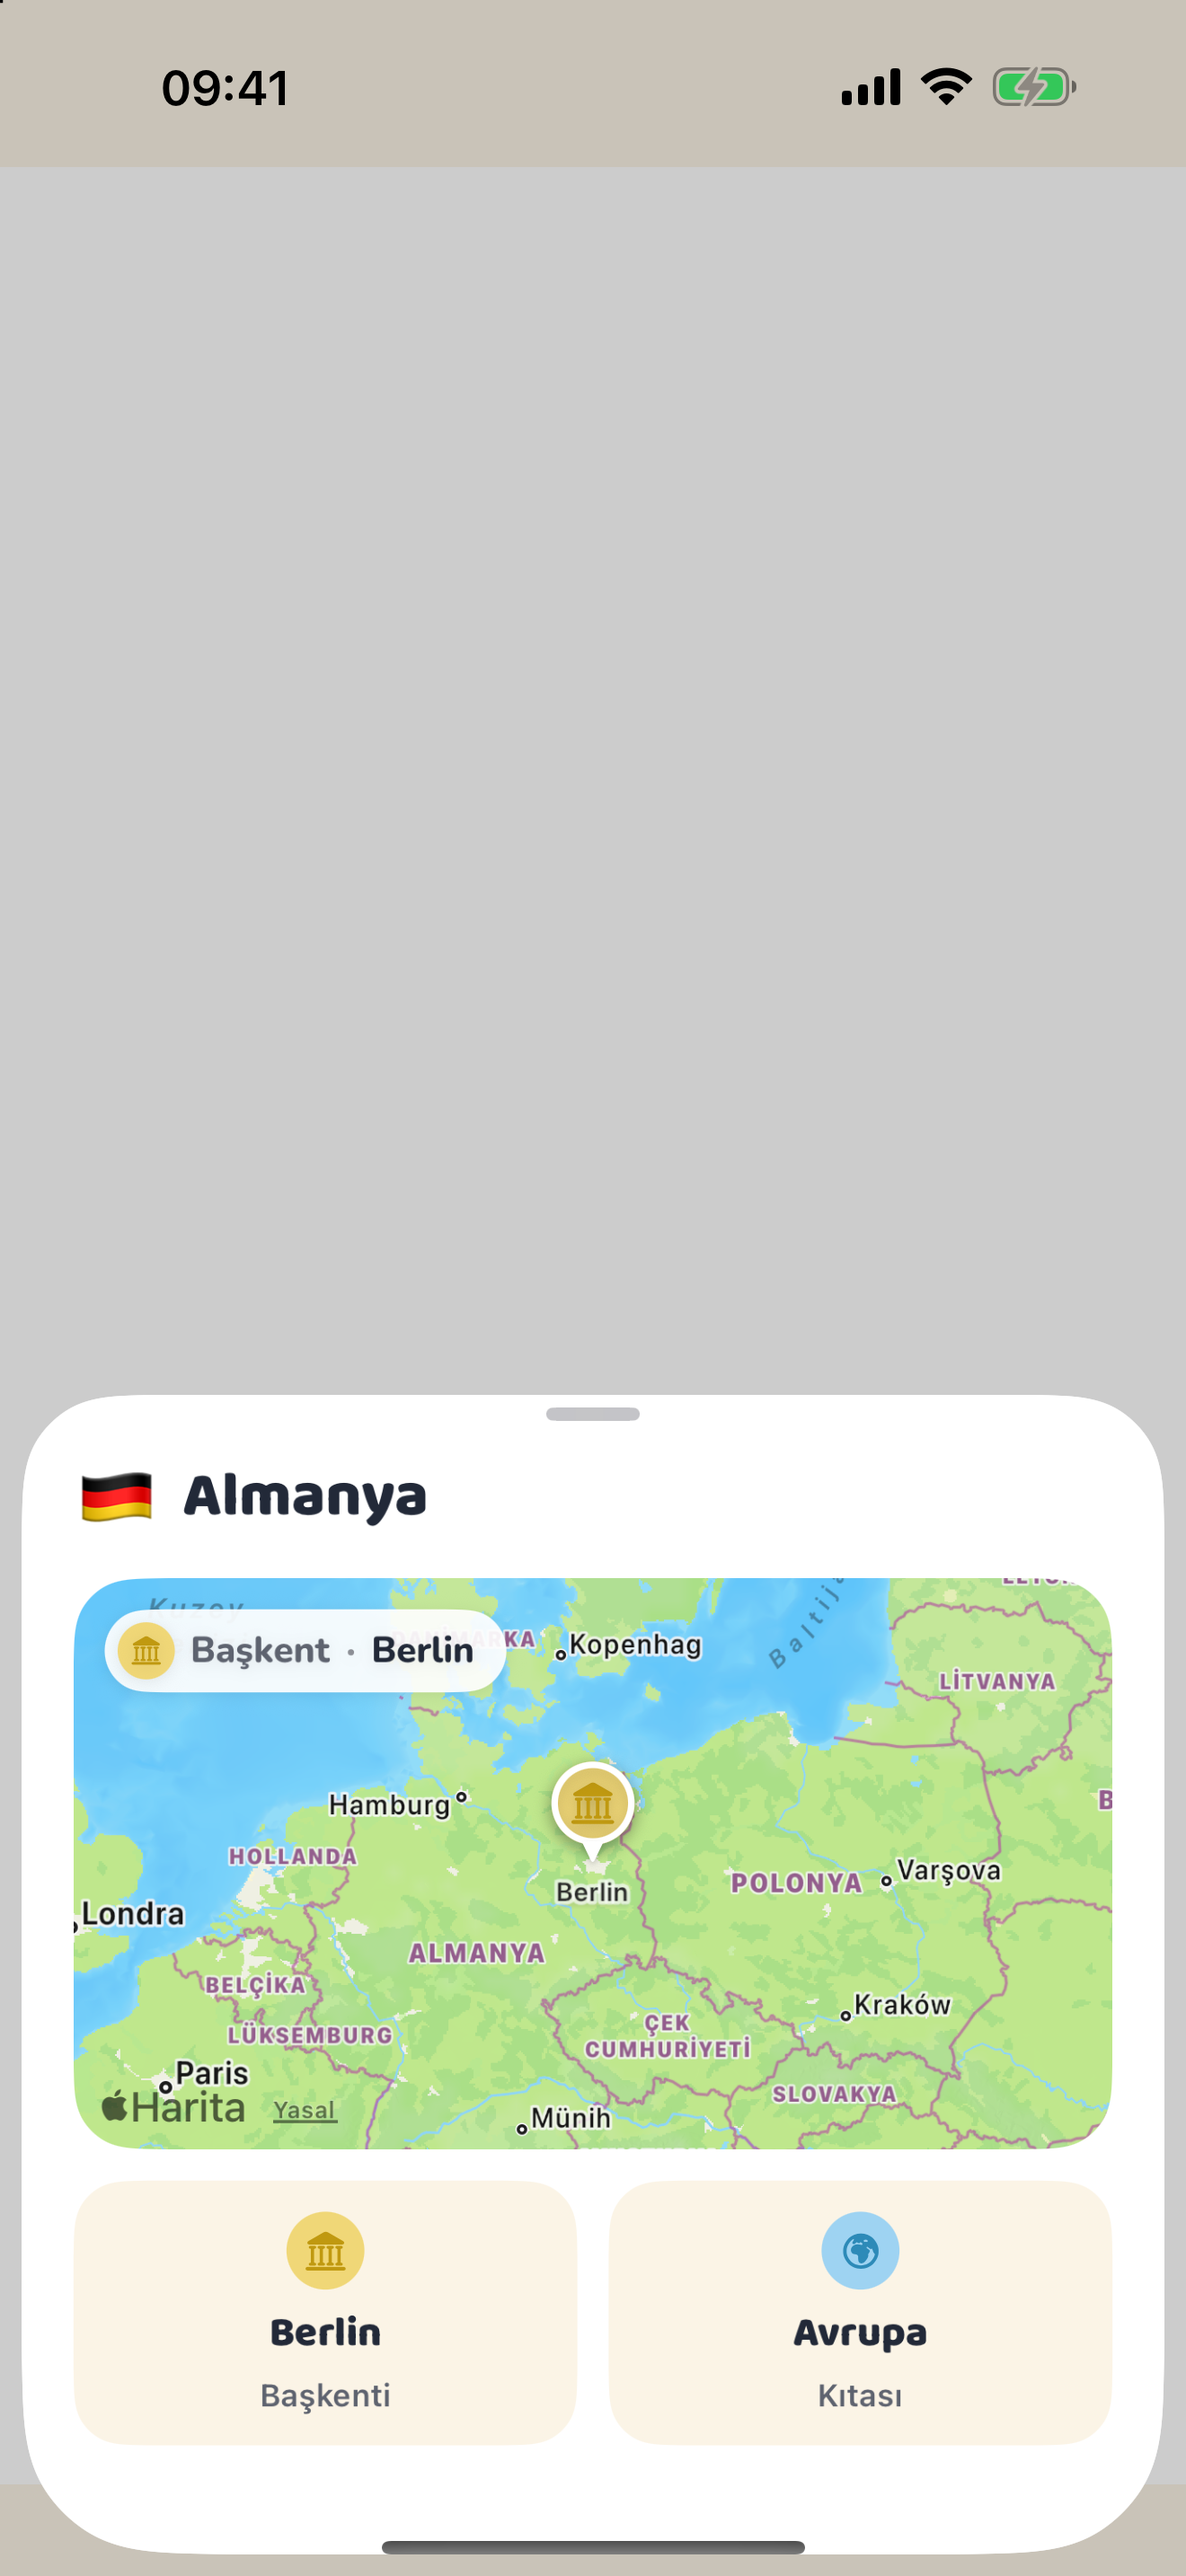 09:41
Almanya
Kuzey
Başkent · Berlin
Kopenhag
LİTVANYA
Hamburg
HOLLANDA
Berlin
POLONYA
Varşova
Londra
ALMANYA
BELÇİKA
Kraków
ÇEK
CUMHURİYETİ
LÜKSEMBURG
Paris
SLOVAKYA
Harita
Yasal
Münih
Berlin
Başkenti
Avrupa
Kıtası